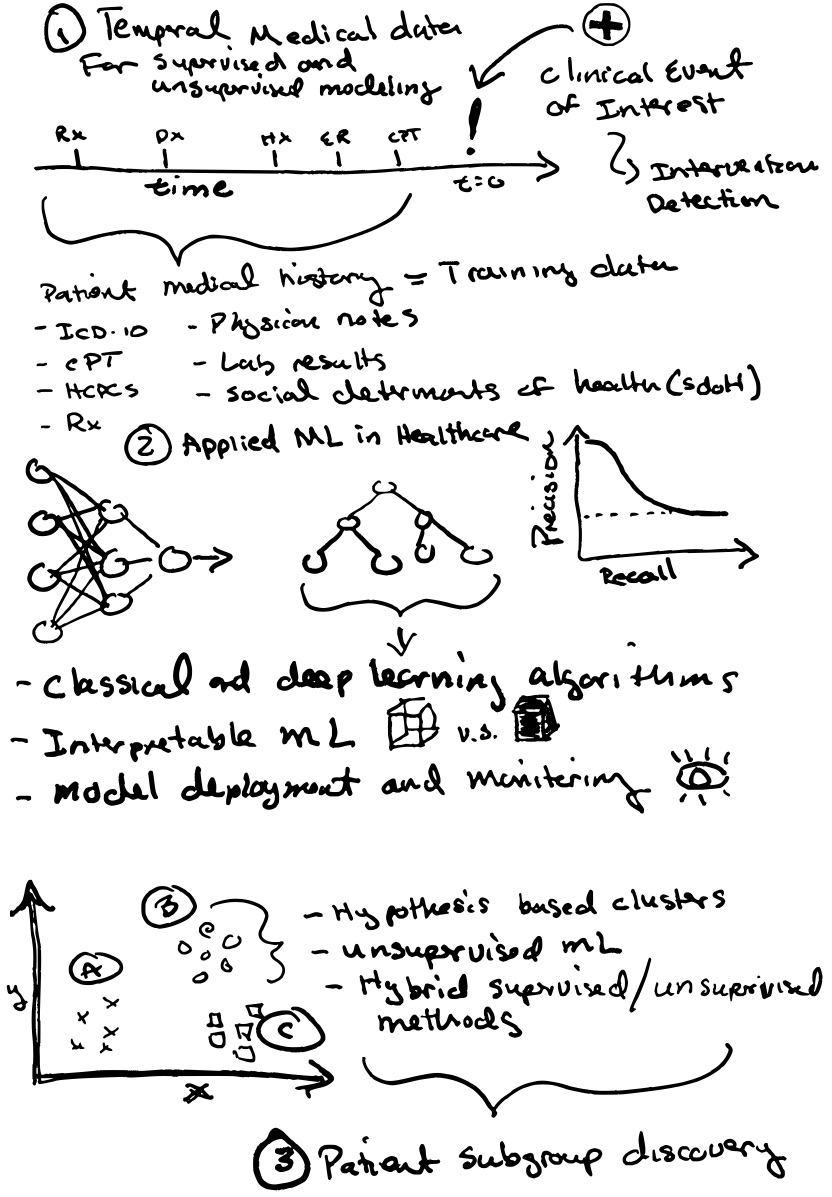 1 Temporal Medical data
For supervised and
unsupervised modeling
Clinical Event
of Interest
Intervention
Detection
Rx Dx Hx ER CPT
time
t=0
Patient medical history = Training data
- ICD-10 - Physician notes
- CPT - Lab results
- HCPCS - Social determents of health (SdoH)
- Rx
2 Applied ML in Healthcare
Precision
Recall
- Classical and deep learning algorithms
- Interpretable ML v.s.
- Model deployment and monitering
A
B
C
y
x
- Hypothesis based clusters
- unsupervised ML
- Hybrid supervised/unsuprivised
methods
3 Patient subgroup discovery